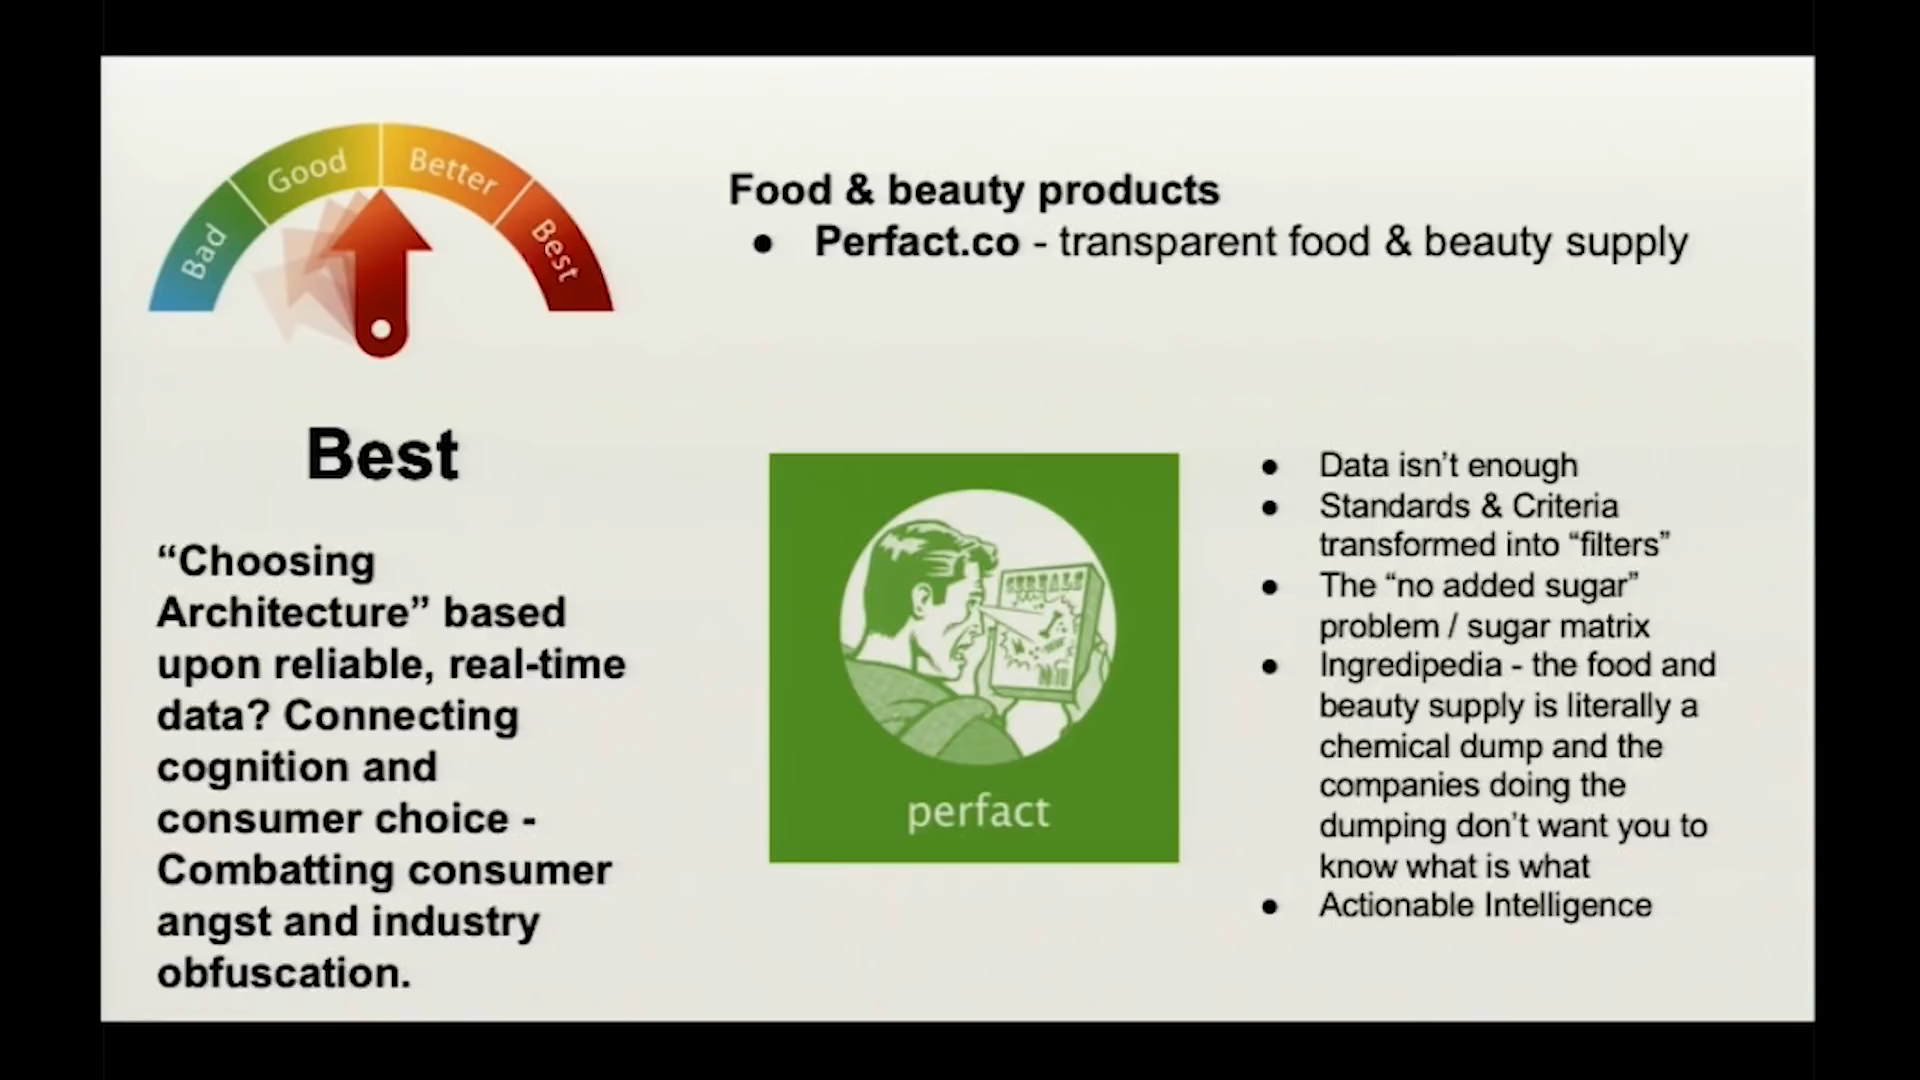 Bad
Good
Better
Best
Best
“Choosing
Architecture” based
upon reliable, real-time
data? Connecting
cognition and
consumer choice -
Combatting consumer
angst and industry
obfuscation.
Food & beauty products
● Perfact.co - transparent food & beauty supply
CEREALS
perfact
● Data isn’t enough
● Standards & Criteria
transformed into “filters”
● The “no added sugar”
problem / sugar matrix
● Ingredipedia - the food and
beauty supply is literally a
chemical dump and the
companies doing the
dumping don’t want you to
know what is what
● Actionable Intelligence